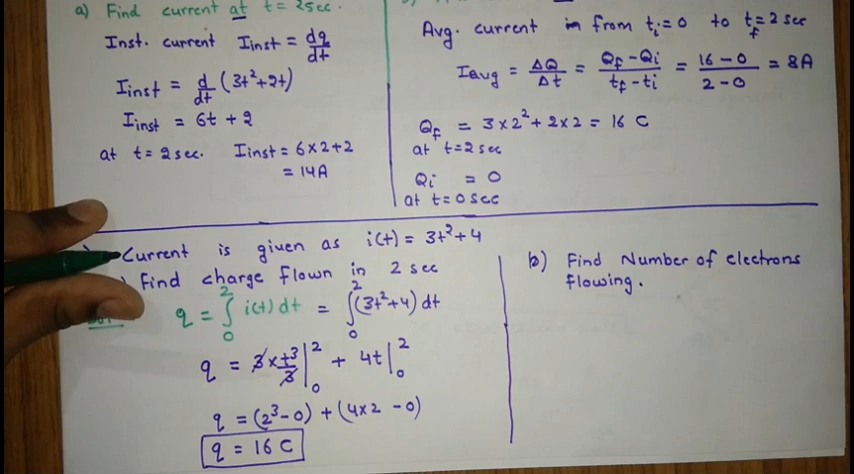 a) Find current at t = 2sec.
Inst. current Iinst = dq/dt
Iinst = d/dt (3t²+2t)
Iinst = 6t + 2
at t = 2 sec. Iinst = 6×2+2
= 14A
Avg. current from ti=0 to tf=2 sec
Iavg = ΔQ/Δt = (Qf-Qi)/(tf-ti) = (16-0)/(2-0) = 8A
Qf = 3×2²+2×2 = 16 C
at t=2 sec
Qi = 0
at t=0 sec
Current is given as i(t) = 3t²+4
) Find charge flown in 2 sec
q = ∫₀² i(t) dt = ∫₀² (3t²+4) dt
q = 3×t³/3 |₀² + 4t |₀²
q = (2³-0) + (4×2 -0)
q = 16 C
b) Find Number of electrons
flowing.